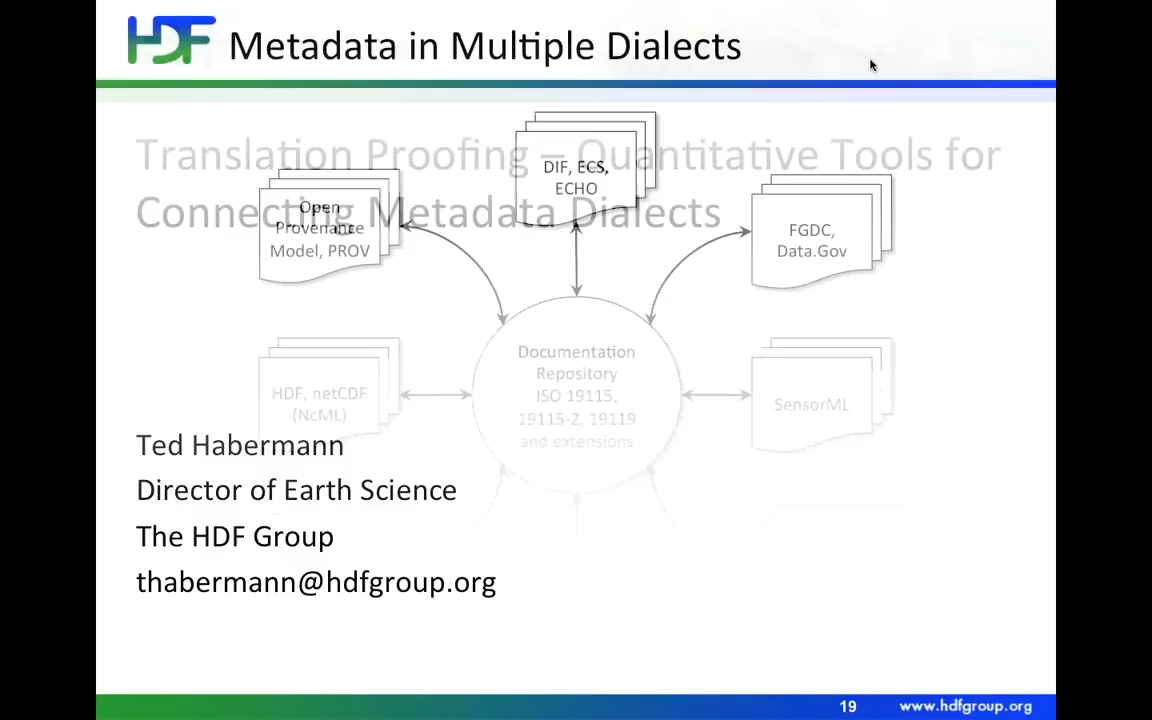 HDF Metadata in Multiple Dialects
Translation Proofing – Quantitative Tools for
Connecting Metadata Dialects
DIF, ECS,
ECHO
Open
Provenance
Model, PROV
FGDC,
Data.Gov
Documentation
Repository
ISO 19115,
19115-2, 19119
and extensions
HDF, netCDF
(NcML)
SensorML
Ted Habermann
Director of Earth Science
The HDF Group
thabermann@hdfgroup.org
19 www.hdfgroup.org